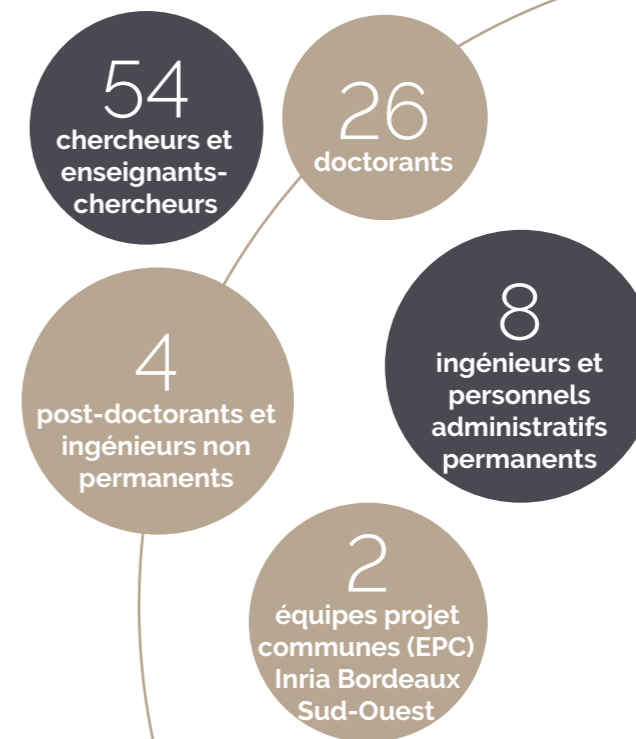 54
chercheurs et
enseignants-
chercheurs
26
doctorants
4
post-doctorants et
ingénieurs non
permanents
8
ingénieurs et
personnels
administratifs
permanents
2
équipes projet
communes (EPC)
Inria Bordeaux
Sud-Ouest